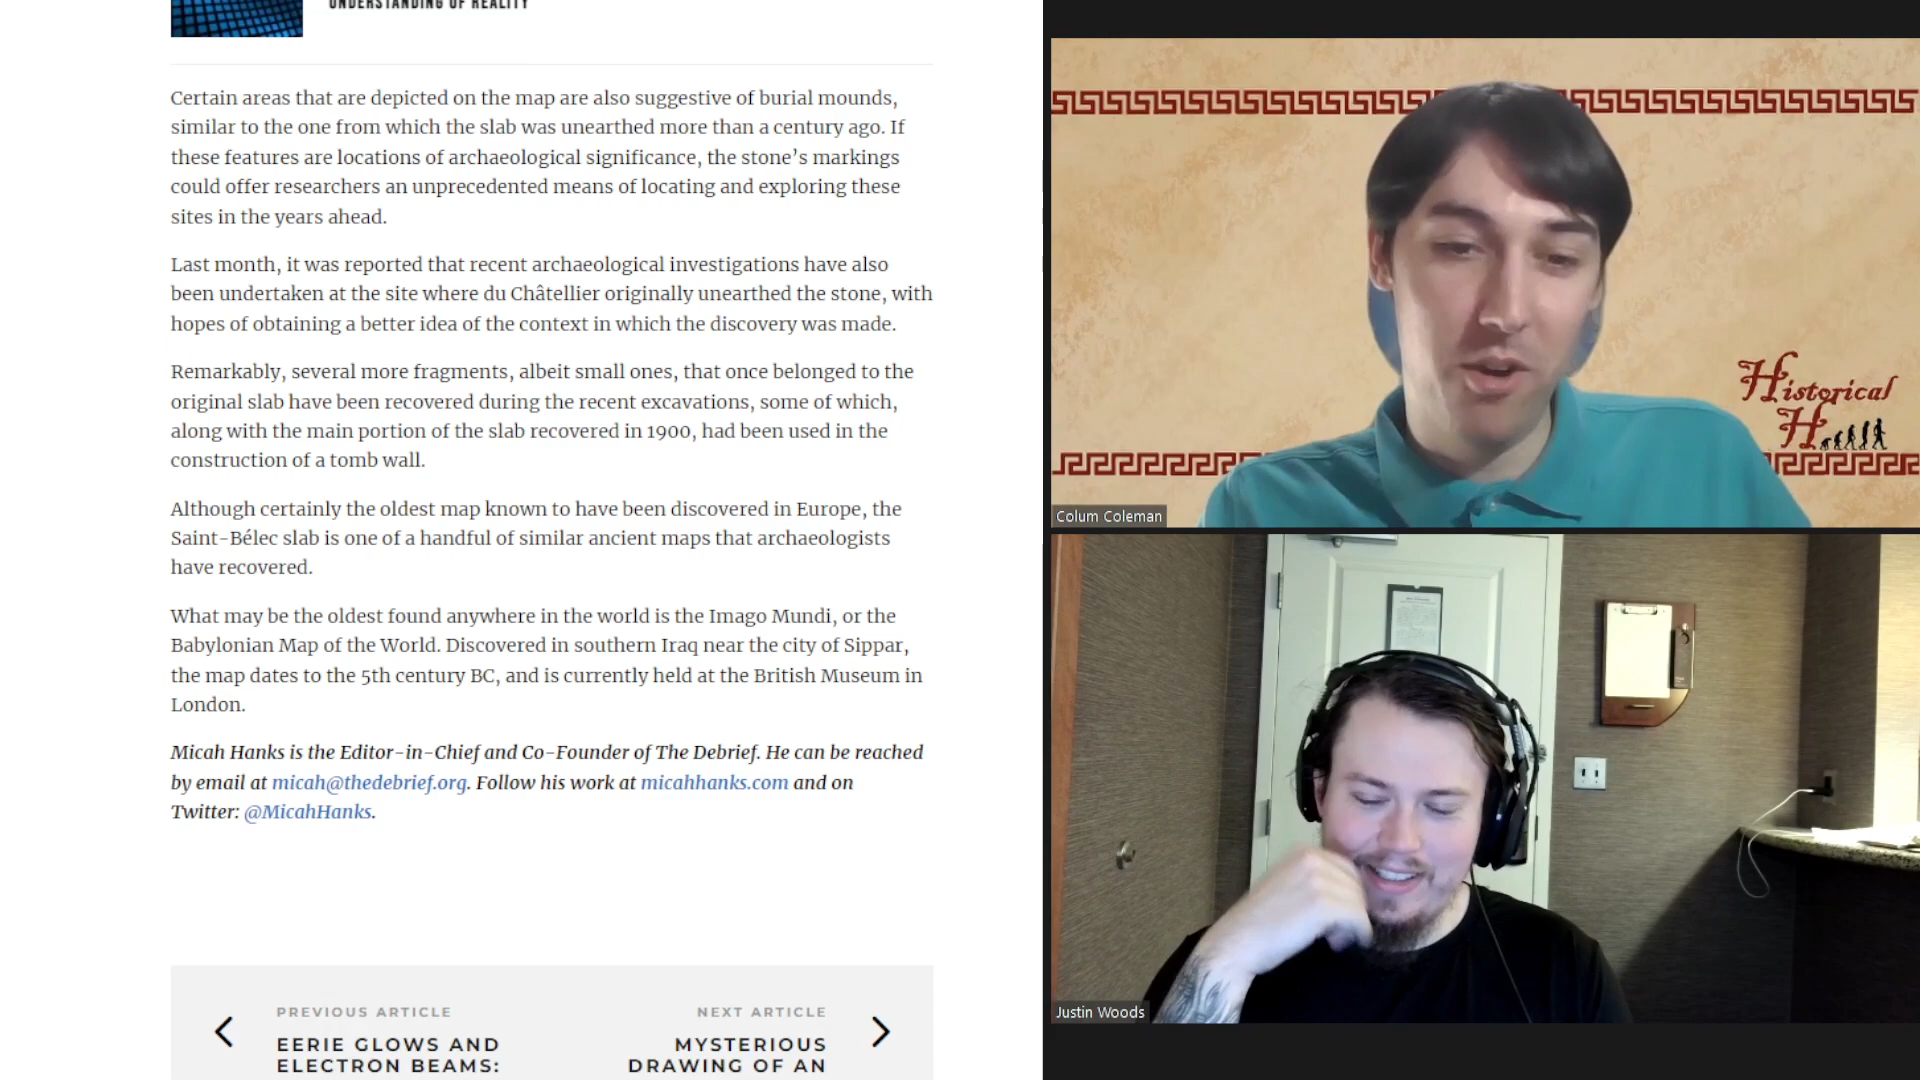 UNDERSTANDING OF REALITY
Certain areas that are depicted on the map are also suggestive of burial mounds,
similar to the one from which the slab was unearthed more than a century ago. If
these features are locations of archaeological significance, the stone’s markings
could offer researchers an unprecedented means of locating and exploring these
sites in the years ahead.
Last month, it was reported that recent archaeological investigations have also
been undertaken at the site where du Châtellier originally unearthed the stone, with
hopes of obtaining a better idea of the context in which the discovery was made.
Remarkably, several more fragments, albeit small ones, that once belonged to the
original slab have been recovered during the recent excavations, some of which,
along with the main portion of the slab recovered in 1900, had been used in the
construction of a tomb wall.
Although certainly the oldest map known to have been discovered in Europe, the
Saint-Bélec slab is one of a handful of similar ancient maps that archaeologists
have recovered.
What may be the oldest found anywhere in the world is the Imago Mundi, or the
Babylonian Map of the World. Discovered in southern Iraq near the city of Sippar,
the map dates to the 5th century BC, and is currently held at the British Museum in
London.
Micah Hanks is the Editor-in-Chief and Co-Founder of The Debrief. He can be reached
by email at micah@thedebrief.org. Follow his work at micahhanks.com and on
Twitter: @MicahHanks.
PREVIOUS ARTICLE
EERIE GLOWS AND
ELECTRON BEAMS:
NEXT ARTICLE
MYSTERIOUS
DRAWING OF AN
Historical
H
Colum Coleman
Justin Woods